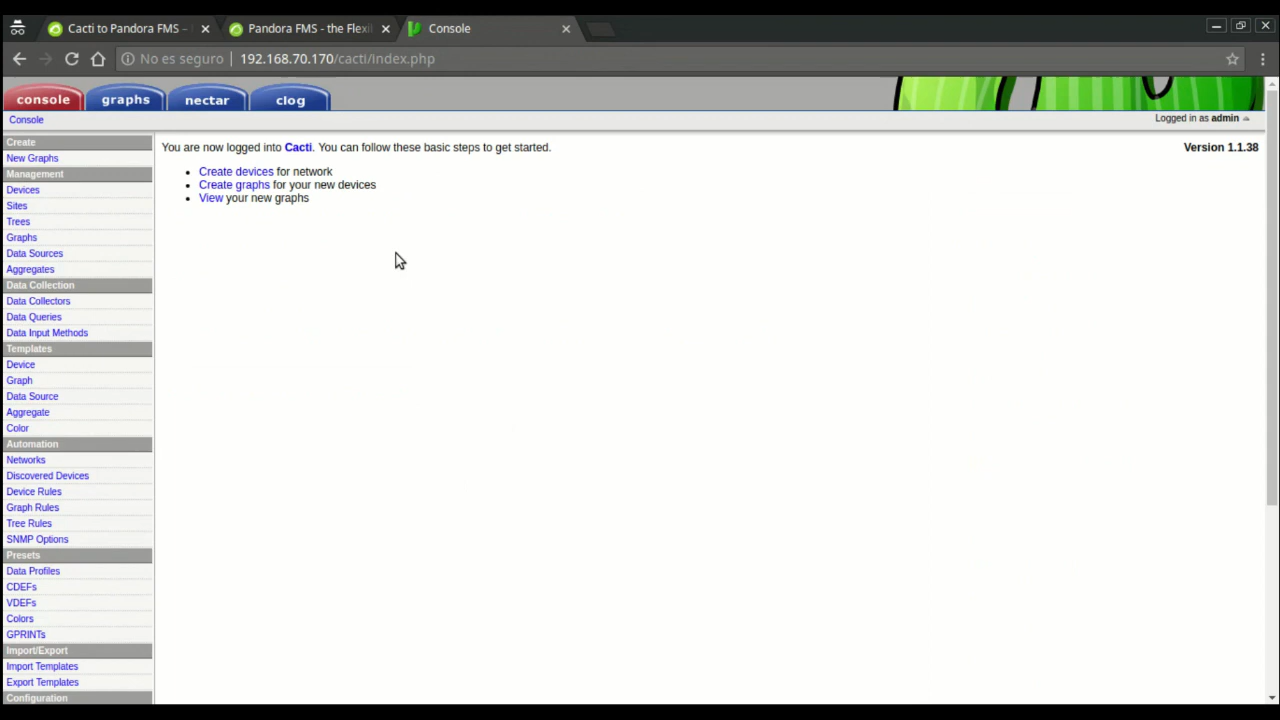 Cacti to Pandora FMS –
Pandora FMS - the Flexi
Console
No es seguro
192.168.70.170/cacti/index.php
console
graphs
nectar
clog
Console
Logged in as admin
Create
New Graphs
Management
Devices
Sites
Trees
Graphs
Data Sources
Aggregates
Data Collection
Data Collectors
Data Queries
Data Input Methods
Templates
Device
Graph
Data Source
Aggregate
Color
Automation
Networks
Discovered Devices
Device Rules
Graph Rules
Tree Rules
SNMP Options
Presets
Data Profiles
CDEFs
VDEFs
Colors
GPRINTs
Import/Export
Import Templates
Export Templates
Configuration
You are now logged into Cacti. You can follow these basic steps to get started.
Version 1.1.38
Create devices for network
Create graphs for your new devices
View your new graphs